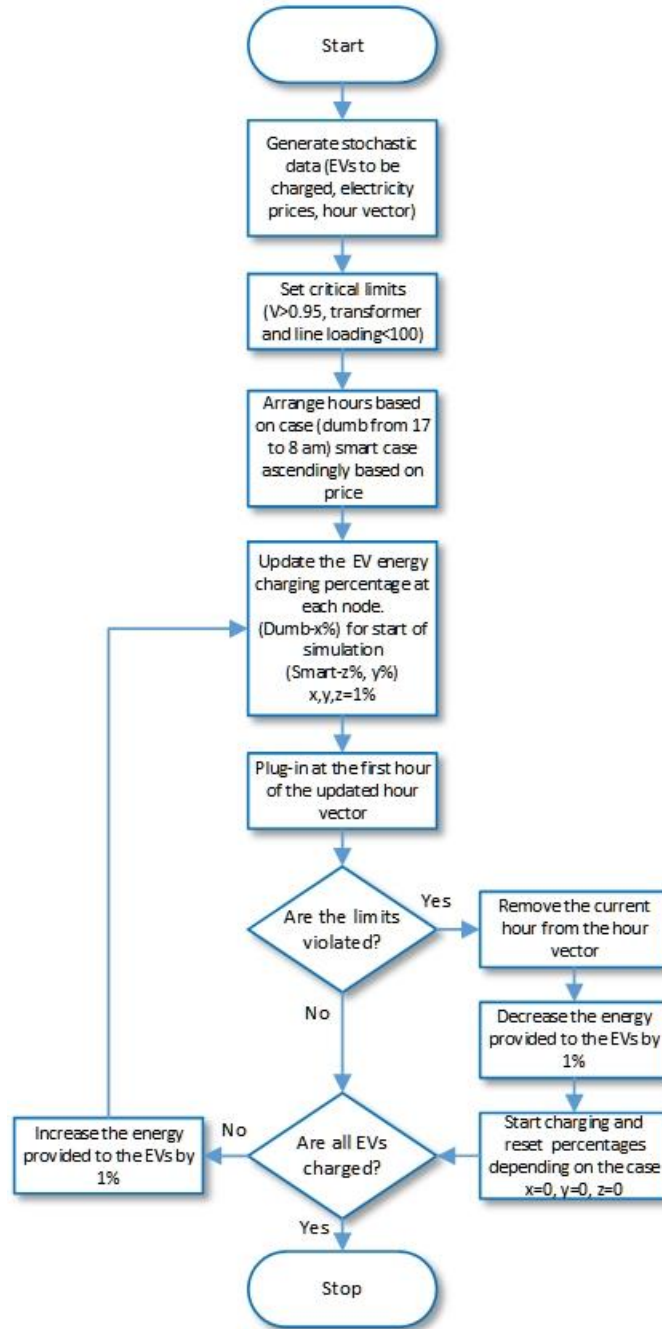 Start
Generate stochastic
data (EVs to be
charged, electricity
prices, hour vector)
Set critical limits
(V>0.95, transformer
and line loading<100)
Arrange hours based
on case (dumb from 17
to 8 am) smart case
ascendingly based on
price
Update the EV energy
charging percentage at
each node.
(Dumb-x%) for start of
simulation
(Smart-z%, y%)
x,y,z=1%
Plug-in at the first hour
of the updated hour
vector
Are the limits
violated?
Yes
Remove the current
hour from the hour
vector
No
Decrease the energy
provided to the EVs by
1%
Start charging and
reset percentages
depending on the case
x=0, y=0, z=0
Are all EVs
charged?
No
Increase the energy
provided to the EVs by
1%
Yes
Stop